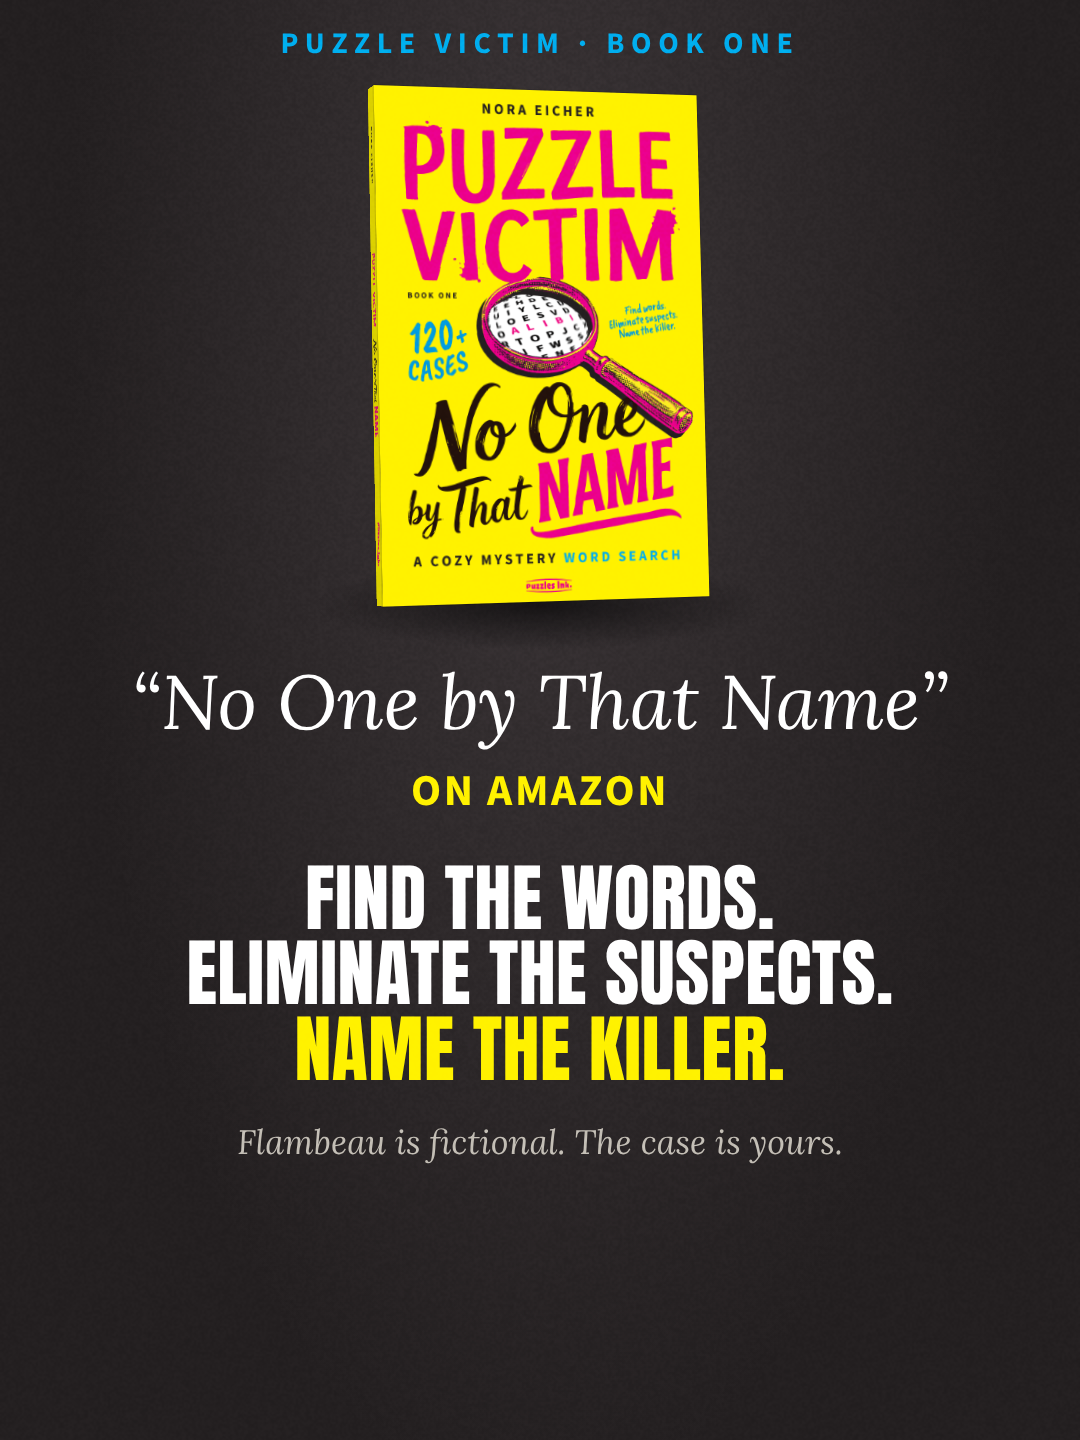 PUZZLE VICTIM · BOOK ONE
NORA EICHER
PUZZLE
VICTIM
BOOK ONE
120+
CASES
Find words.
Eliminate suspects.
Name the killer.
ALIBI
No One
by That NAME
A COZY MYSTERY WORD SEARCH
Puzzles Ink.
“No One by That Name”
ON AMAZON
FIND THE WORDS.
ELIMINATE THE SUSPECTS.
NAME THE KILLER.
Flambeau is fictional. The case is yours.